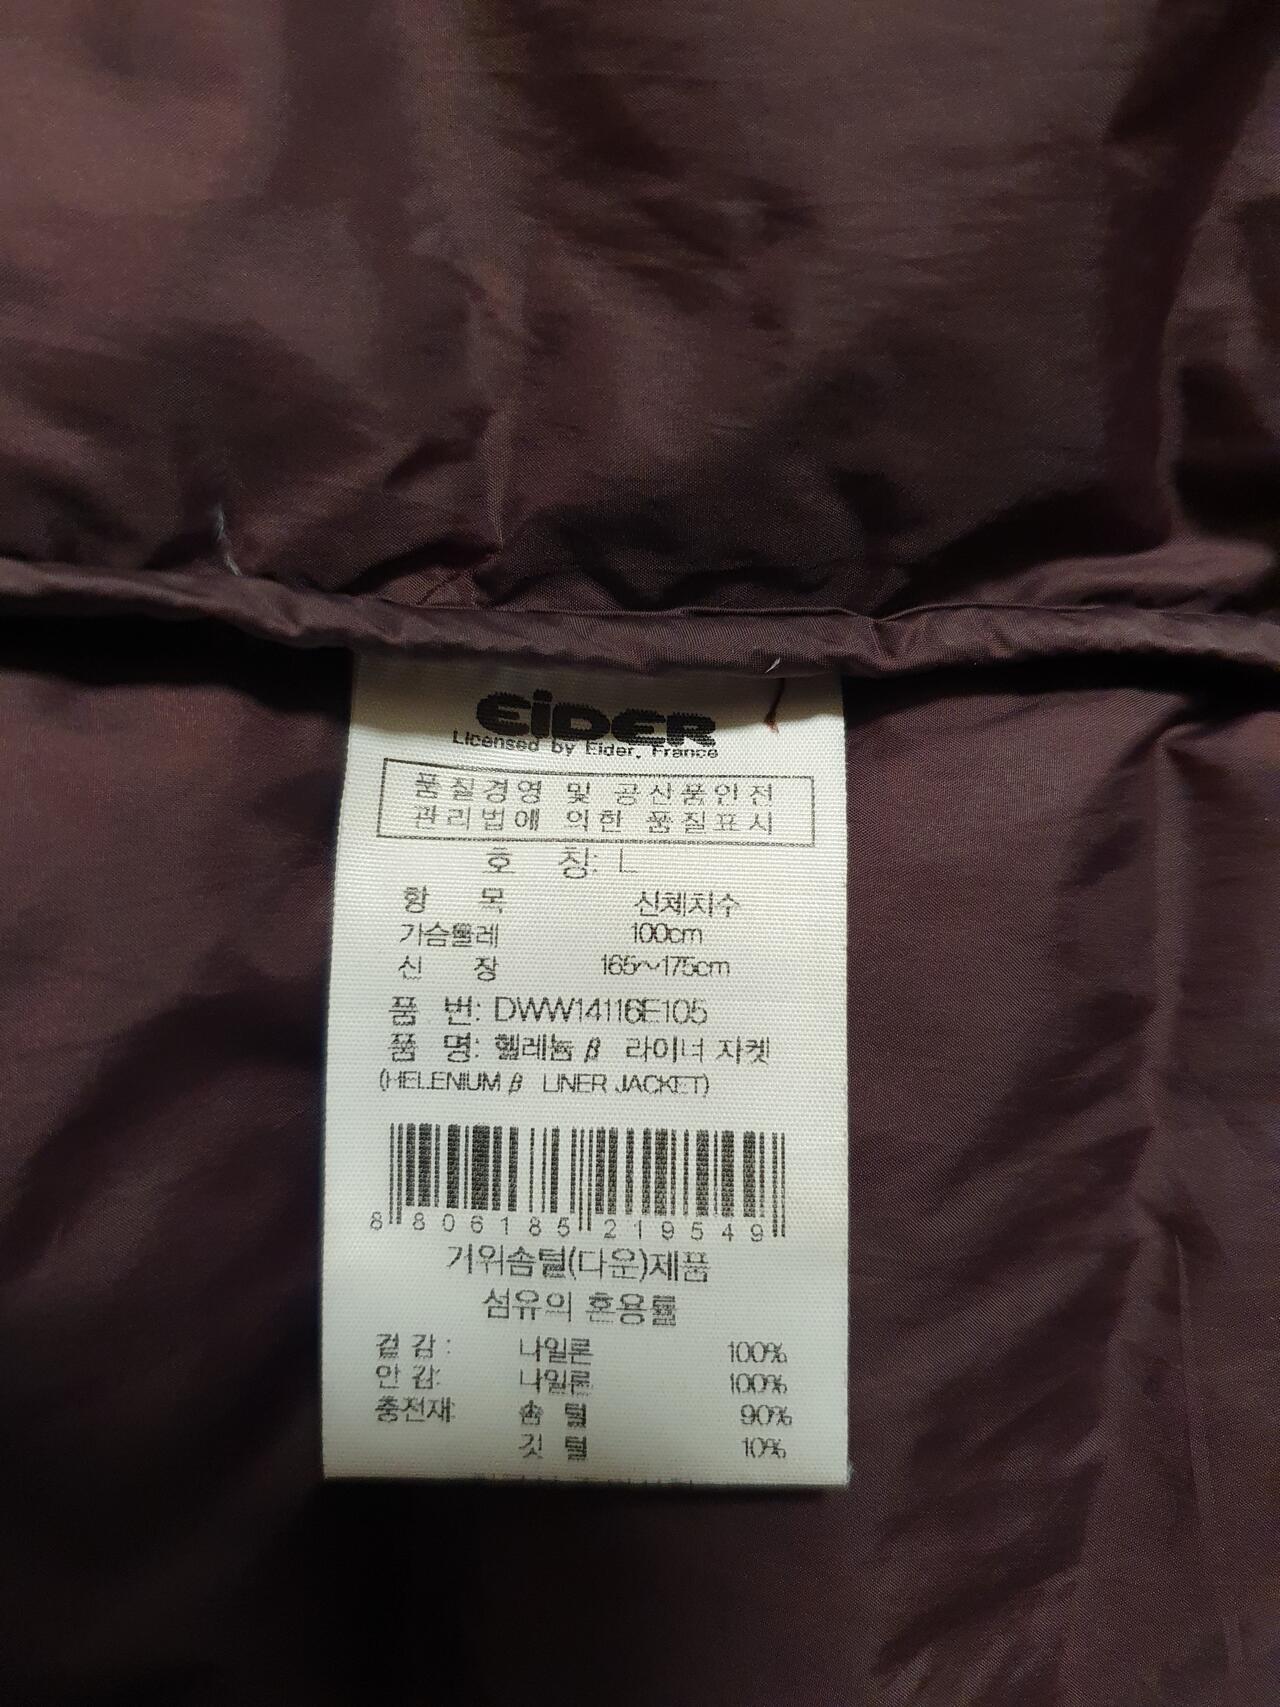 EiDER
Licensed by Eider, France
품질경영 및 공산품안전
관리법에 의한 품질표시
호 칭: L
항 목 신체치수
가슴둘레 100cm
신 장 165~175cm
품 번: DWW14116E105
품 명: 헬레늄 β 라이너 자켓
(HELENIUM β LINER JACKET)
8 806185 219549
거위솜털(다운)제품
섬유의 혼용률
겉 감: 나일론 100%
안 감: 나일론 100%
충전재: 솜 털 90%
깃 털 10%